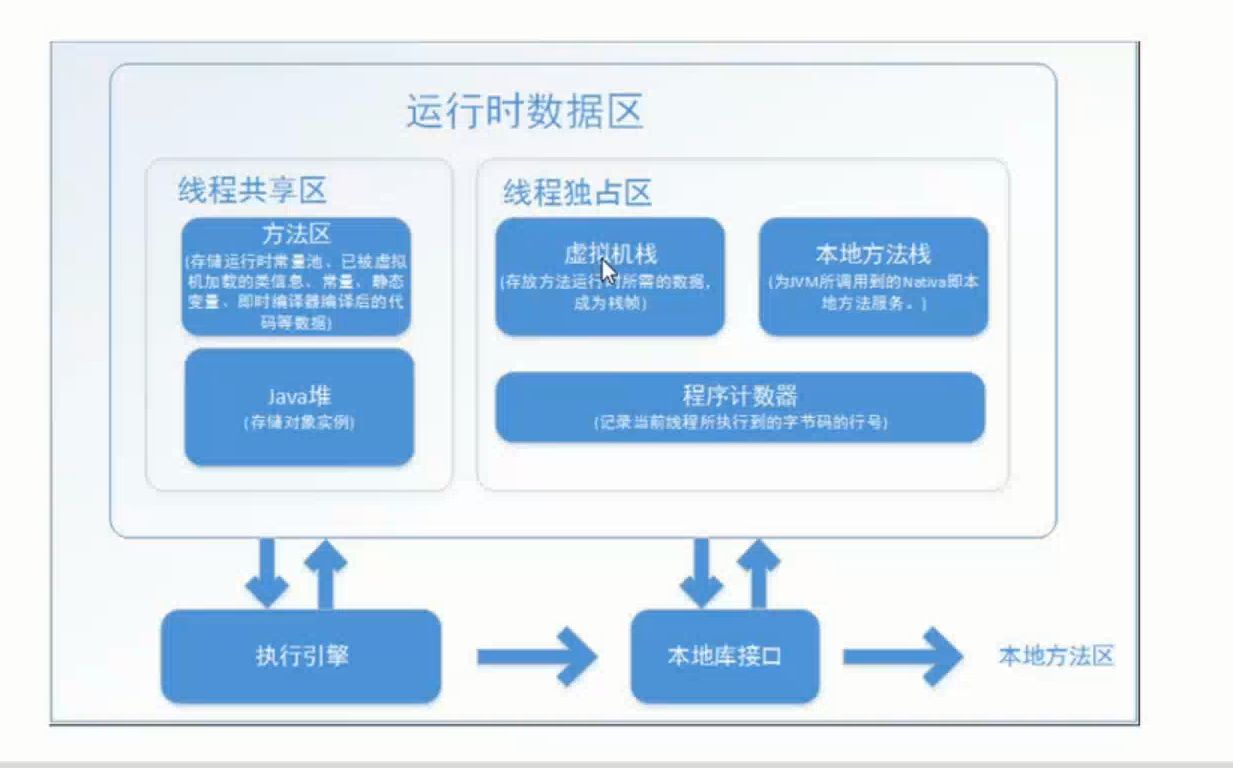 运行时数据区
线程共享区
方法区
(存储运行时常量池、已被虚拟
机加载的类信息、常量、静态
变量、即时编译器编译后的代
码等数据)
Java堆
(存储对象实例)
线程独占区
虚拟机栈
(存放方法运行时所需的数据，
成为栈帧)
本地方法栈
(为JVM所调用到的Nativa即本
地方法服务。)
程序计数器
(记录当前线程所执行到的字节码的行号)
执行引擎
本地库接口
本地方法区